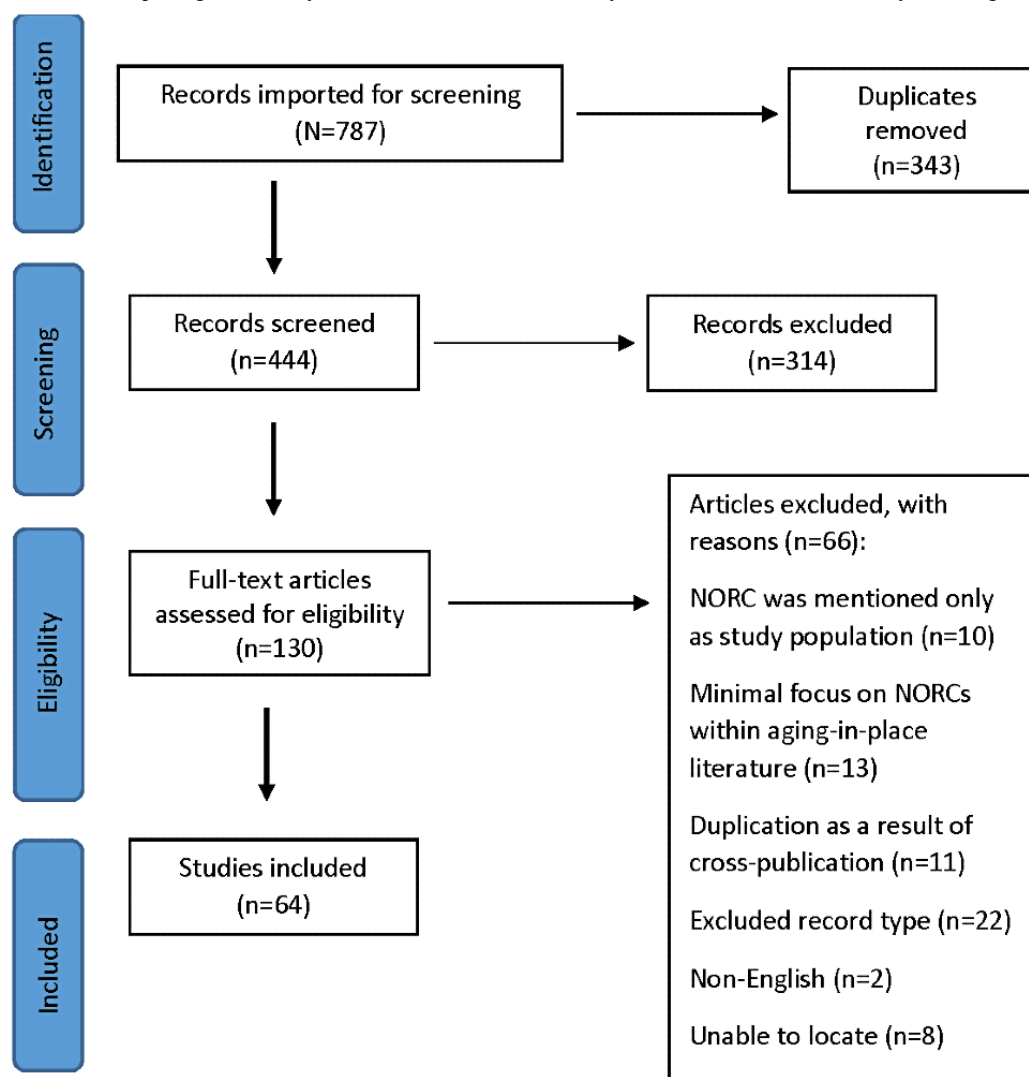 Identification
Records imported for screening
(N=787)
Duplicates
removed
(n=343)
Screening
Records screened
(n=444)
Records excluded
(n=314)
Eligibility
Full-text articles
assessed for eligibility
(n=130)
Articles excluded, with
reasons (n=66):
NORC was mentioned only
as study population (n=10)
Minimal focus on NORCs
within aging-in-place
literature (n=13)
Duplication as a result of
cross-publication (n=11)
Excluded record type (n=22)
Non-English (n=2)
Unable to locate (n=8)
Included
Studies included
(n=64)